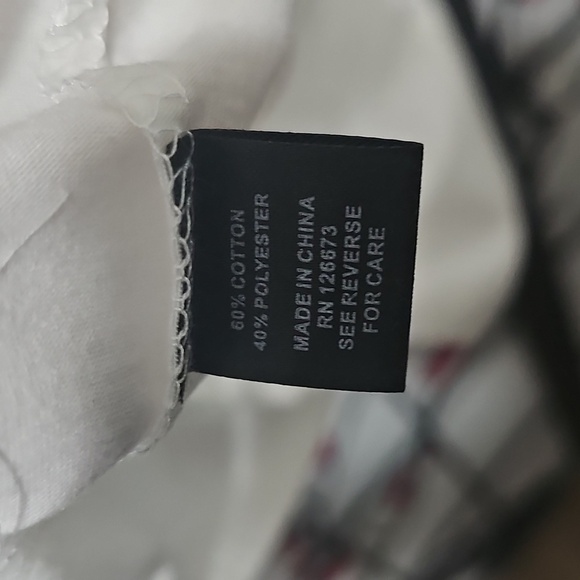 60% COTTON
40% POLYESTER
MADE IN CHINA
RN 126673
SEE REVERSE
FOR CARE